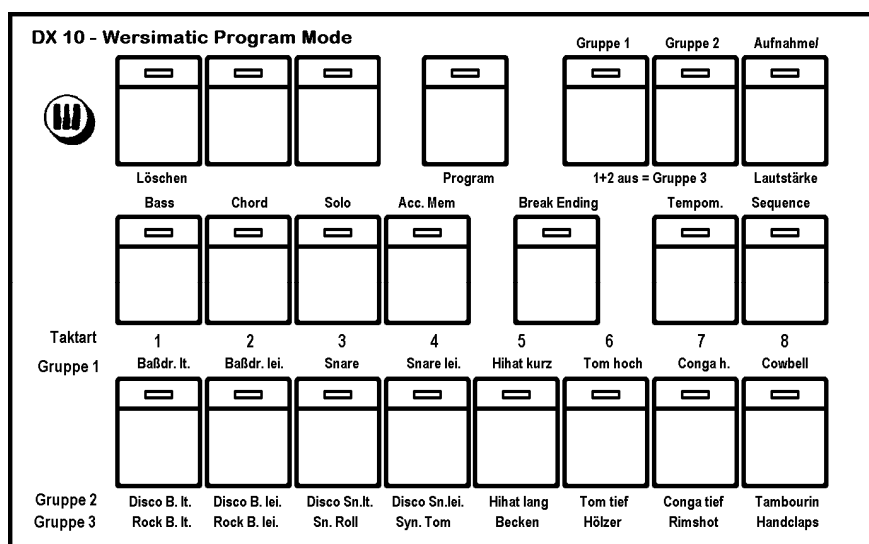 DX 10 - Wersimatic Program Mode
Gruppe 1 Gruppe 2 Aufnahme/
Löschen Program 1+2 aus = Gruppe 3 Lautstärke
Bass Chord Solo Acc. Mem Break Ending Tempom. Sequence
Taktart 1 2 3 4 5 6 7 8
Gruppe 1 Baßdr. lt. Baßdr. lei. Snare Snare lei. Hihat kurz Tom hoch Conga h. Cowbell
Gruppe 2 Disco B. lt. Disco B. lei. Disco Sn.lt. Disco Sn.lei. Hihat lang Tom tief Conga tief Tambourin
Gruppe 3 Rock B. lt. Rock B. lei. Sn. Roll Syn. Tom Becken Hölzer Rimshot Handclaps